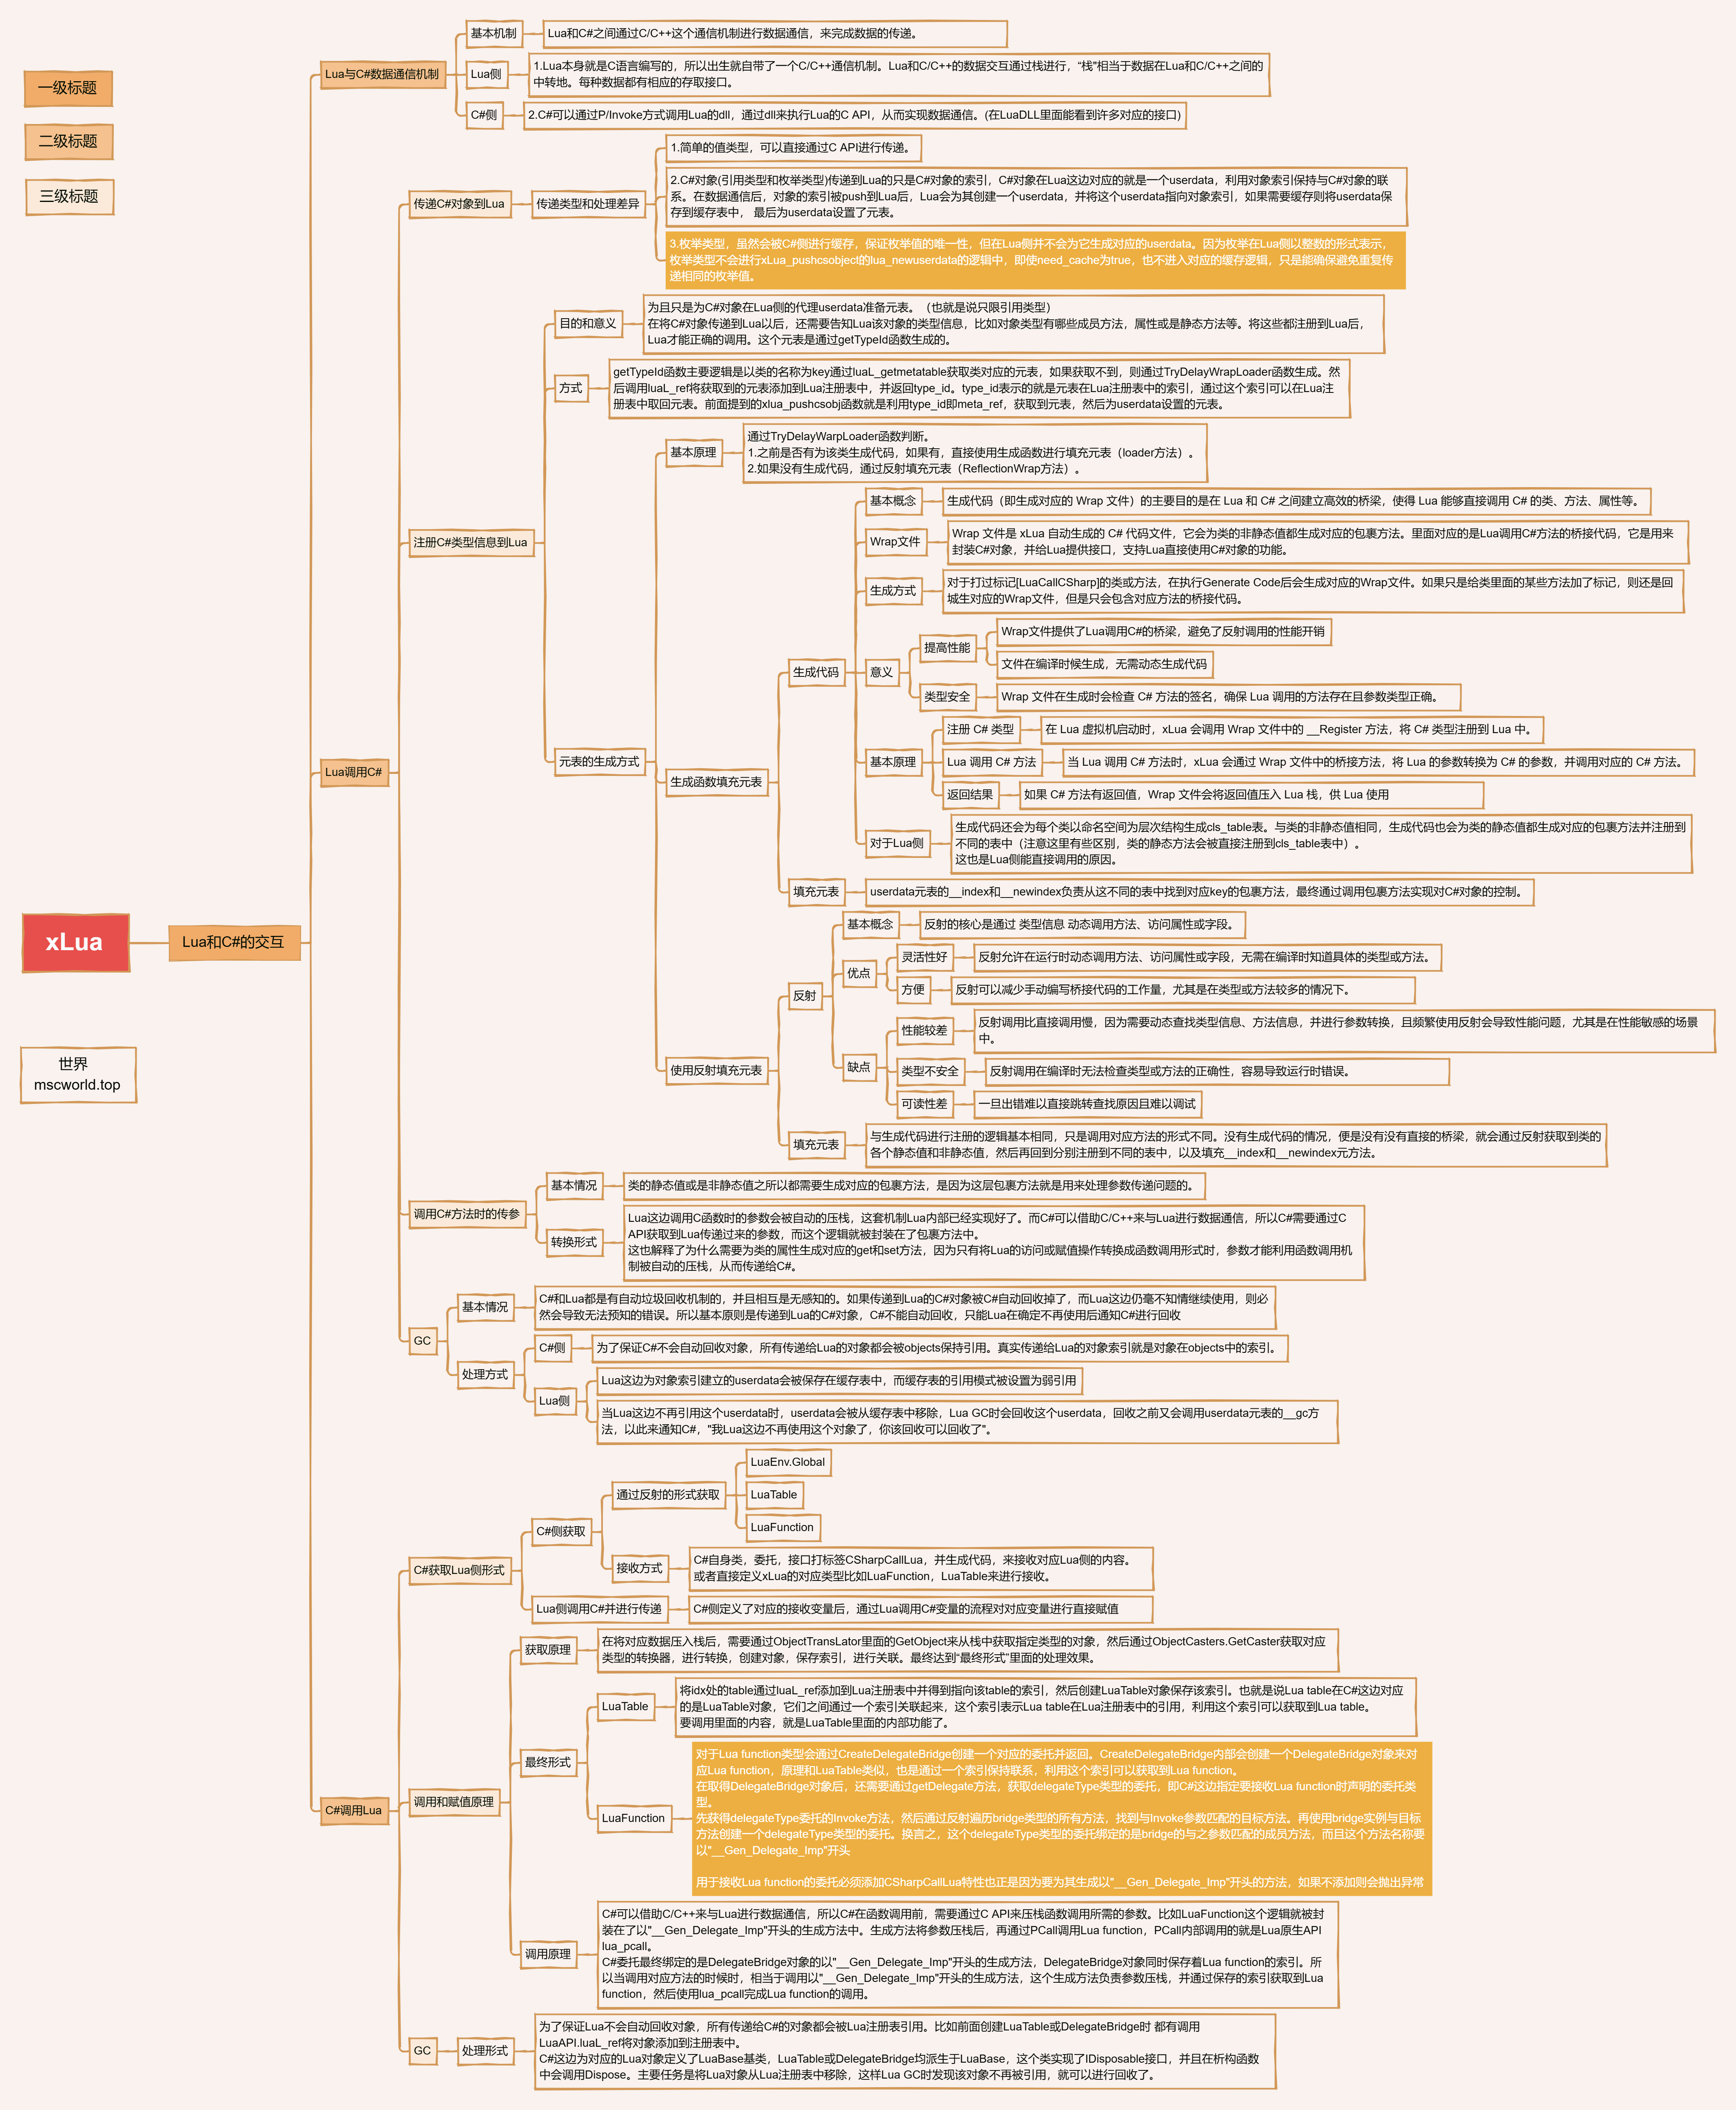 一级标题
二级标题
三级标题
xLua
世界
mscworld.top
Lua和C#的交互
Lua与C#数据通信机制
基本机制
Lua和C#之间通过C/C++这个通信机制进行数据通信，来完成数据的传递。
Lua侧
1.Lua本身就是C语言编写的，所以出生就自带了一个C/C++通信机制。Lua和C/C++的数据交互通过栈进行，“栈”相当于数据在Lua和C/C++之间的
中转地。每种数据都有相应的存取接口。
C#侧
2.C#可以通过P/Invoke方式调用Lua的dll，通过dll来执行Lua的C API，从而实现数据通信。(在LuaDLL里面能看到许多对应的接口)
Lua调用C#
传递C#对象到Lua
传递类型和处理差异
1.简单的值类型，可以直接通过C API进行传递。
2.C#对象(引用类型和枚举类型)传递到Lua的只是C#对象的索引，C#对象在Lua这边对应的就是一个userdata，利用对象索引保持与C#对象的联
系。在数据通信后，对象的索引被push到Lua后，Lua会为其创建一个userdata，并将这个userdata指向对象索引，如果需要缓存则将userdata保
存到缓存表中， 最后为userdata设置了元表。
3.枚举类型，虽然会被C#侧进行缓存，保证枚举值的唯一性，但在Lua侧并不会为它生成对应的userdata。因为枚举在Lua侧以整数的形式表示，
枚举类型不会进行xLua_pushcsobject的lua_newuserdata的逻辑中，即使need_cache为true，也不进入对应的缓存逻辑，只是能确保避免重复传
递相同的枚举值。
注册C#类型信息到Lua
目的和意义
为且只是为C#对象在Lua侧的代理userdata准备元表。（也就是说只限引用类型）
在将C#对象传递到Lua以后，还需要告知Lua该对象的类型信息，比如对象类型有哪些成员方法，属性或是静态方法等。将这些都注册到Lua后，
Lua才能正确的调用。这个元表是通过getTypeId函数生成的。
方式
getTypeId函数主要逻辑是以类的名称为key通过luaL_getmetatable获取类对应的元表，如果获取不到，则通过TryDelayWrapLoader函数生成。然
后调用luaL_ref将获取到的元表添加到Lua注册表中，并返回type_id。type_id表示的就是元表在Lua注册表中的索引，通过这个索引可以在Lua注
册表中取回元表。前面提到的xlua_pushcsobj函数就是利用type_id即meta_ref，获取到元表，然后为userdata设置的元表。
元表的生成方式
基本原理
通过TryDelayWarpLoader函数判断。
1.之前是否有为该类生成代码，如果有，直接使用生成函数进行填充元表（loader方法）。
2.如果没有生成代码，通过反射填充元表（ReflectionWrap方法）。
生成函数填充元表
生成代码
基本概念
生成代码（即生成对应的 Wrap 文件）的主要目的是在 Lua 和 C# 之间建立高效的桥梁，使得 Lua 能够直接调用 C# 的类、方法、属性等。
Wrap文件
Wrap 文件是 xLua 自动生成的 C# 代码文件，它会为类的非静态值都生成对应的包裹方法。里面对应的是Lua调用C#方法的桥接代码，它是用来
封装C#对象，并给Lua提供接口，支持Lua直接使用C#对象的功能。
生成方式
对于打过标记[LuaCallCSharp]的类或方法，在执行Generate Code后会生成对应的Wrap文件。如果只是给类里面的某些方法加了标记，则还是回
城生对应的Wrap文件，但是只会包含对应方法的桥接代码。
意义
提高性能
Wrap文件提供了Lua调用C#的桥梁，避免了反射调用的性能开销
文件在编译时候生成，无需动态生成代码
类型安全
Wrap 文件在生成时会检查 C# 方法的签名，确保 Lua 调用的方法存在且参数类型正确。
基本原理
注册 C# 类型
在 Lua 虚拟机启动时，xLua 会调用 Wrap 文件中的 __Register 方法，将 C# 类型注册到 Lua 中。
Lua 调用 C# 方法
当 Lua 调用 C# 方法时，xLua 会通过 Wrap 文件中的桥接方法，将 Lua 的参数转换为 C# 的参数，并调用对应的 C# 方法。
返回结果
如果 C# 方法有返回值，Wrap 文件会将返回值压入 Lua 栈，供 Lua 使用
对于Lua侧
生成代码还会为每个类以命名空间为层次结构生成cls_table表。与类的非静态值相同，生成代码也会为类的静态值都生成对应的包裹方法并注册到
不同的表中（注意这里有些区别，类的静态方法会被直接注册到cls_table表中）。
这也是Lua侧能直接调用的原因。
填充元表
userdata元表的__index和__newindex负责从这不同的表中找到对应key的包裹方法，最终通过调用包裹方法实现对C#对象的控制。
使用反射填充元表
反射
基本概念
反射的核心是通过 类型信息 动态调用方法、访问属性或字段。
优点
灵活性好
反射允许在运行时动态调用方法、访问属性或字段，无需在编译时知道具体的类型或方法。
方便
反射可以减少手动编写桥接代码的工作量，尤其是在类型或方法较多的情况下。
缺点
性能较差
反射调用比直接调用慢，因为需要动态查找类型信息、方法信息，并进行参数转换，且频繁使用反射会导致性能问题，尤其是在性能敏感的场景
中。
类型不安全
反射调用在编译时无法检查类型或方法的正确性，容易导致运行时错误。
可读性差
一旦出错难以直接跳转查找原因且难以调试
填充元表
与生成代码进行注册的逻辑基本相同，只是调用对应方法的形式不同。没有生成代码的情况，便是没有没有直接的桥梁，就会通过反射获取到类的
各个静态值和非静态值，然后再回到分别注册到不同的表中，以及填充__index和__newindex元方法。
调用C#方法时的传参
基本情况
类的静态值或是非静态值之所以都需要生成对应的包裹方法，是因为这层包裹方法就是用来处理参数传递问题的。
转换形式
Lua这边调用C函数时的参数会被自动的压栈，这套机制Lua内部已经实现好了。而C#可以借助C/C++来与Lua进行数据通信，所以C#需要通过C
API获取到Lua传递过来的参数，而这个逻辑就被封装在了包裹方法中。
这也解释了为什么需要为类的属性生成对应的get和set方法，因为只有将Lua的访问或赋值操作转换成函数调用形式时，参数才能利用函数调用机
制被自动的压栈，从而传递给C#。
GC
基本情况
C#和Lua都是有自动垃圾回收机制的，并且相互是无感知的。如果传递到Lua的C#对象被C#自动回收掉了，而Lua这边仍毫不知情继续使用，则必
然会导致无法预知的错误。所以基本原则是传递到Lua的C#对象，C#不能自动回收，只能Lua在确定不再使用后通知C#进行回收
处理方式
C#侧
为了保证C#不会自动回收对象，所有传递给Lua的对象都会被objects保持引用。真实传递给Lua的对象索引就是对象在objects中的索引。
Lua侧
Lua这边为对象索引建立的userdata会被保存在缓存表中，而缓存表的引用模式被设置为弱引用
当Lua这边不再引用这个userdata时，userdata会被从缓存表中移除，Lua GC时会回收这个userdata，回收之前又会调用userdata元表的__gc方
法，以此来通知C#，"我Lua这边不再使用这个对象了，你该回收可以回收了"。
C#调用Lua
C#获取Lua侧形式
C#侧获取
通过反射的形式获取
LuaEnv.Global
LuaTable
LuaFunction
接收方式
C#自身类，委托，接口打标签CSharpCallLua，并生成代码，来接收对应Lua侧的内容。
或者直接定义xLua的对应类型比如LuaFunction，LuaTable来进行接收。
Lua侧调用C#并进行传递
C#侧定义了对应的接收变量后，通过Lua调用C#变量的流程对对应变量进行直接赋值
调用和赋值原理
获取原理
在将对应数据压入栈后，需要通过ObjectTransLator里面的GetObject来从栈中获取指定类型的对象，然后通过ObjectCasters.GetCaster获取对应
类型的转换器，进行转换，创建对象，保存索引，进行关联。最终达到“最终形式”里面的处理效果。
最终形式
LuaTable
将idx处的table通过luaL_ref添加到Lua注册表中并得到指向该table的索引，然后创建LuaTable对象保存该索引。也就是说Lua table在C#这边对应
的是LuaTable对象，它们之间通过一个索引关联起来，这个索引表示Lua table在Lua注册表中的引用，利用这个索引可以获取到Lua table。
要调用里面的内容，就是LuaTable里面的内部功能了。
LuaFunction
对于Lua function类型会通过CreateDelegateBridge创建一个对应的委托并返回。CreateDelegateBridge内部会创建一个DelegateBridge对象来对
应Lua function，原理和LuaTable类似，也是通过一个索引保持联系，利用这个索引可以获取到Lua function。
在取得DelegateBridge对象后，还需要通过getDelegate方法，获取delegateType类型的委托，即C#这边指定要接收Lua function时声明的委托类
型。
先获得delegateType委托的Invoke方法，然后通过反射遍历bridge类型的所有方法，找到与Invoke参数匹配的目标方法。再使用bridge实例与目标
方法创建一个delegateType类型的委托。换言之，这个delegateType类型的委托绑定的是bridge的与之参数匹配的成员方法，而且这个方法名称要
以"__Gen_Delegate_Imp"开头
用于接收Lua function的委托必须添加CSharpCallLua特性也正是因为要为其生成以"__Gen_Delegate_Imp"开头的方法，如果不添加则会抛出异常
调用原理
C#可以借助C/C++来与Lua进行数据通信，所以C#在函数调用前，需要通过C API来压栈函数调用所需的参数。比如LuaFunction这个逻辑就被封
装在了以"__Gen_Delegate_Imp"开头的生成方法中。生成方法将参数压栈后，再通过PCall调用Lua function，PCall内部调用的就是Lua原生API
lua_pcall。
C#委托最终绑定的是DelegateBridge对象的以"__Gen_Delegate_Imp"开头的生成方法，DelegateBridge对象同时保存着Lua function的索引。所
以当调用对应方法的时候时，相当于调用以"__Gen_Delegate_Imp"开头的生成方法，这个生成方法负责参数压栈，并通过保存的索引获取到Lua
function，然后使用lua_pcall完成Lua function的调用。
GC
处理形式
为了保证Lua不会自动回收对象，所有传递给C#的对象都会被Lua注册表引用。比如前面创建LuaTable或DelegateBridge时 都有调用
LuaAPI.luaL_ref将对象添加到注册表中。
C#这边为对应的Lua对象定义了LuaBase基类，LuaTable或DelegateBridge均派生于LuaBase，这个类实现了IDisposable接口，并且在析构函数
中会调用Dispose。主要任务是将Lua对象从Lua注册表中移除，这样Lua GC时发现该对象不再被引用，就可以进行回收了。